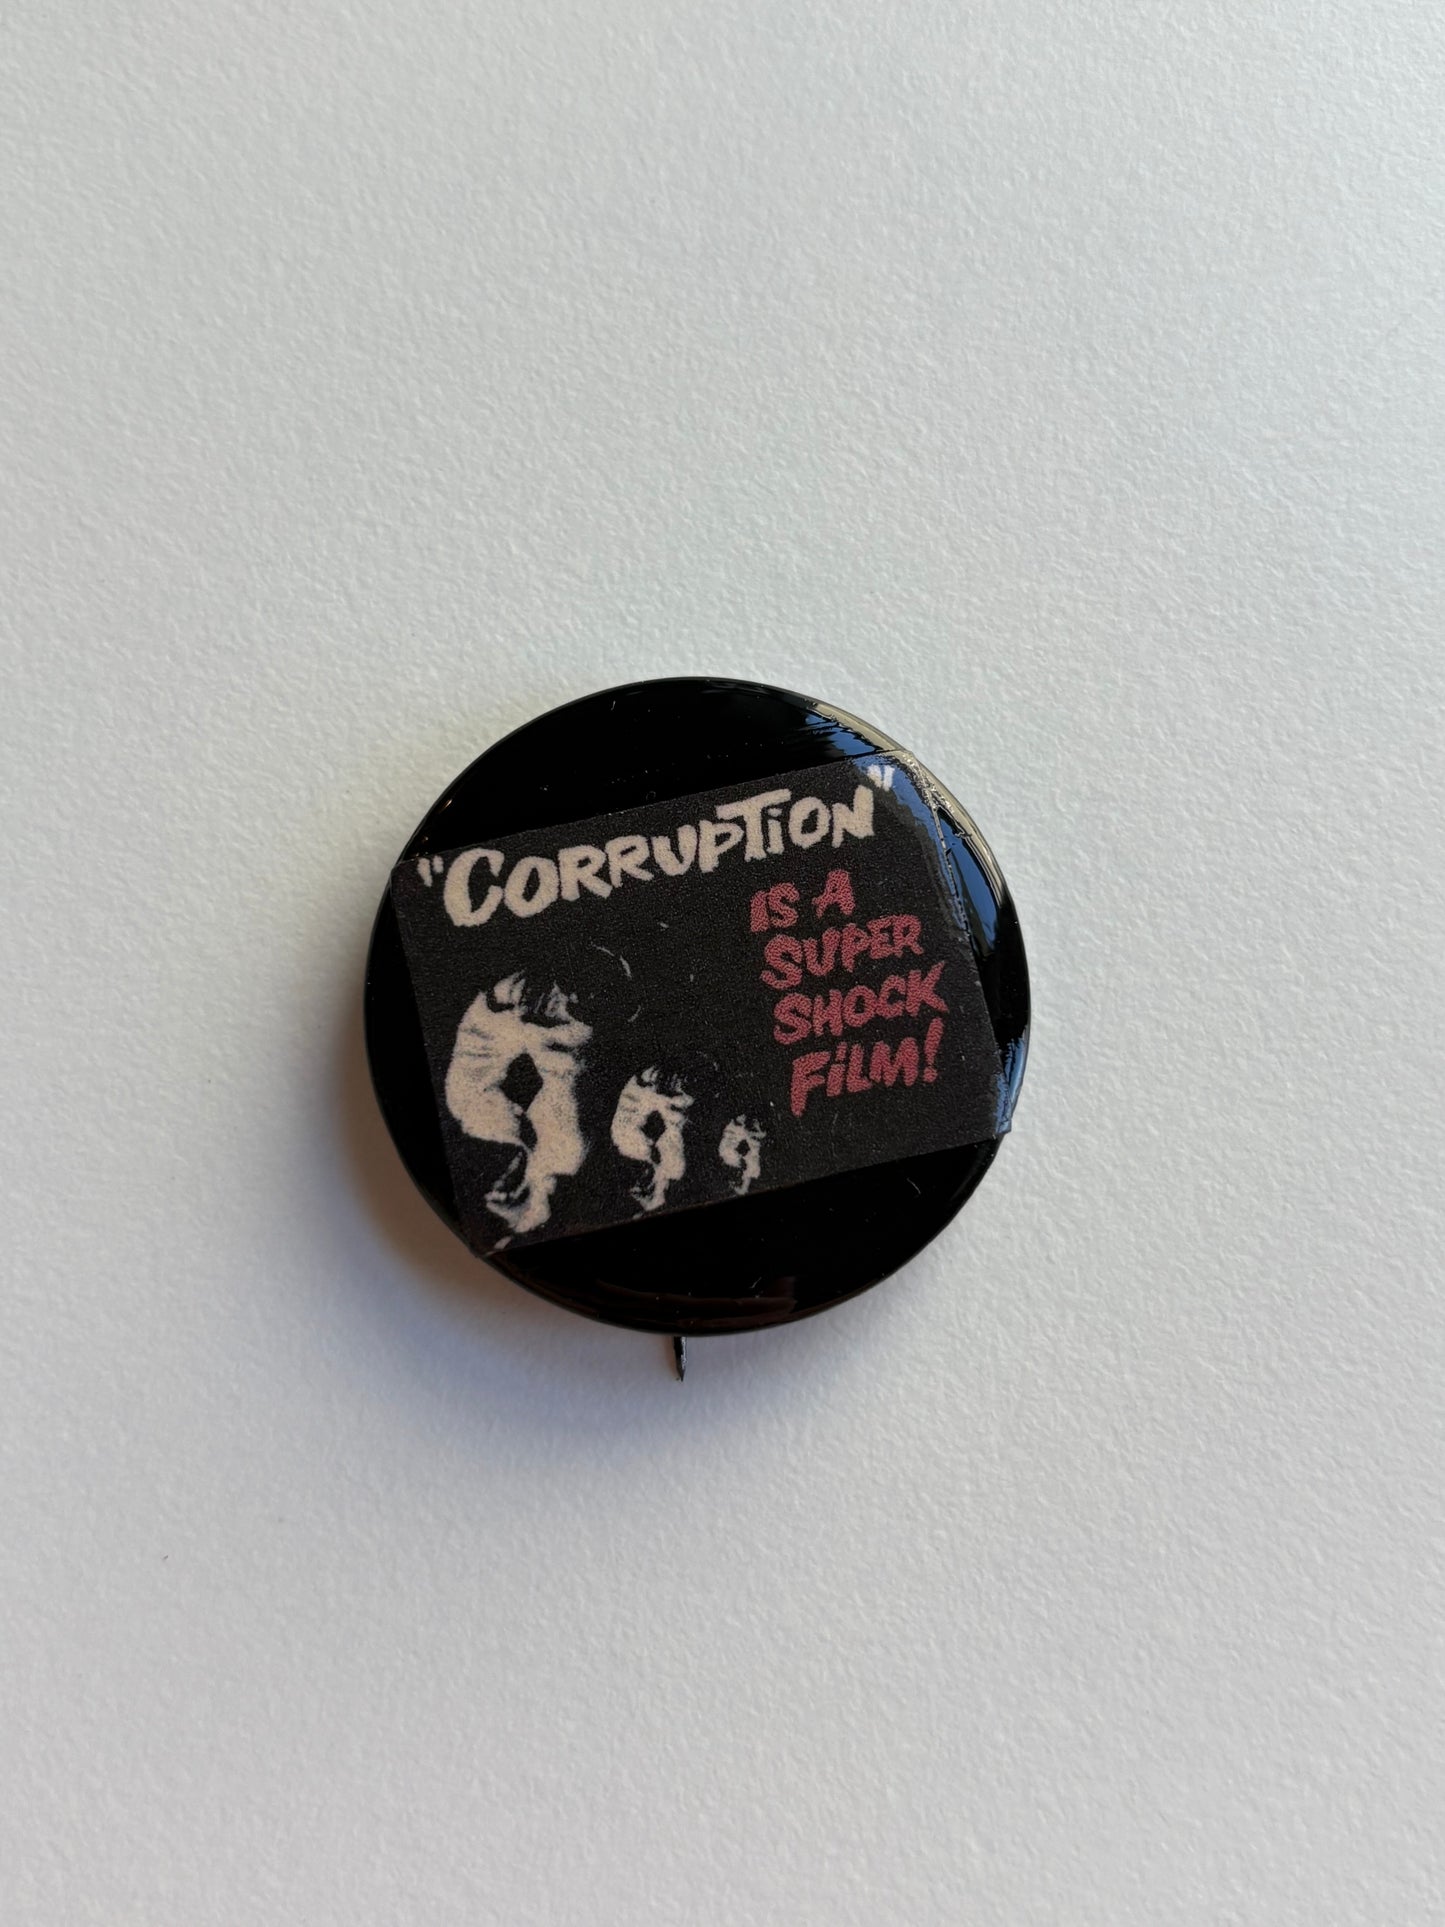 "CORRUPTiON"
IS A
SUPER
SHOCK
FiLM!